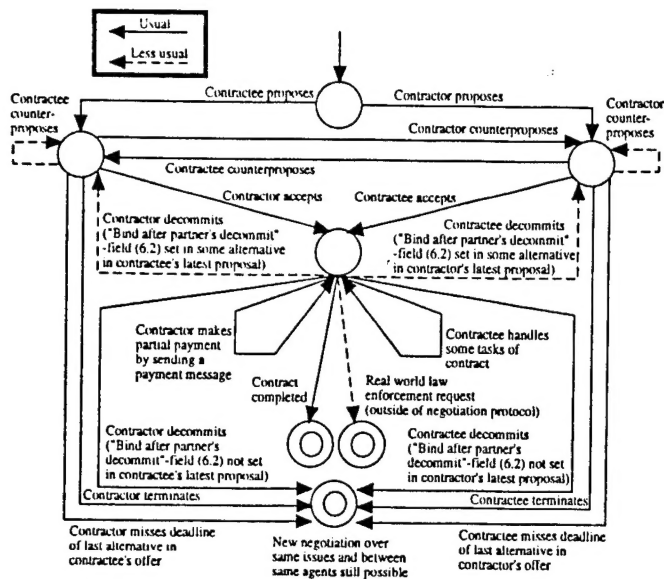 Usual
Less usual
Contractee proposes
Contractor proposes
Contractee
counter-
proposes
Contractor
counter-
proposes
Contractor counterproposes
Contractee counterproposes
Contractor accepts
Contractee accepts
Contractor decommits
("Bind after partner's decommit"
-field (6.2) set in some alternative
in contractee's latest proposal)
Contractee decommits
("Bind after partner's decommit"
-field (6.2) set in some alternative
in contractor's latest proposal)
Contractor makes
partial payment
by sending a
payment message
Contractee handles
some tasks of
contract
Contract
completed
Real world law
enforcement request
(outside of negotiation protocol)
Contractor decommits
("Bind after partner's
decommit"-field (6.2) not set
in contractee's latest proposal)
Contractee decommits
("Bind after partner's
decommit"-field (6.2) not set
in contractor's latest proposal)
Contractor terminates
Contractee terminates
Contractor misses deadline
of last alternative in
contractee's offer
New negotiation over
same issues and between
same agents still possible
Contractee misses deadline
of last alternative in
contractor's offer